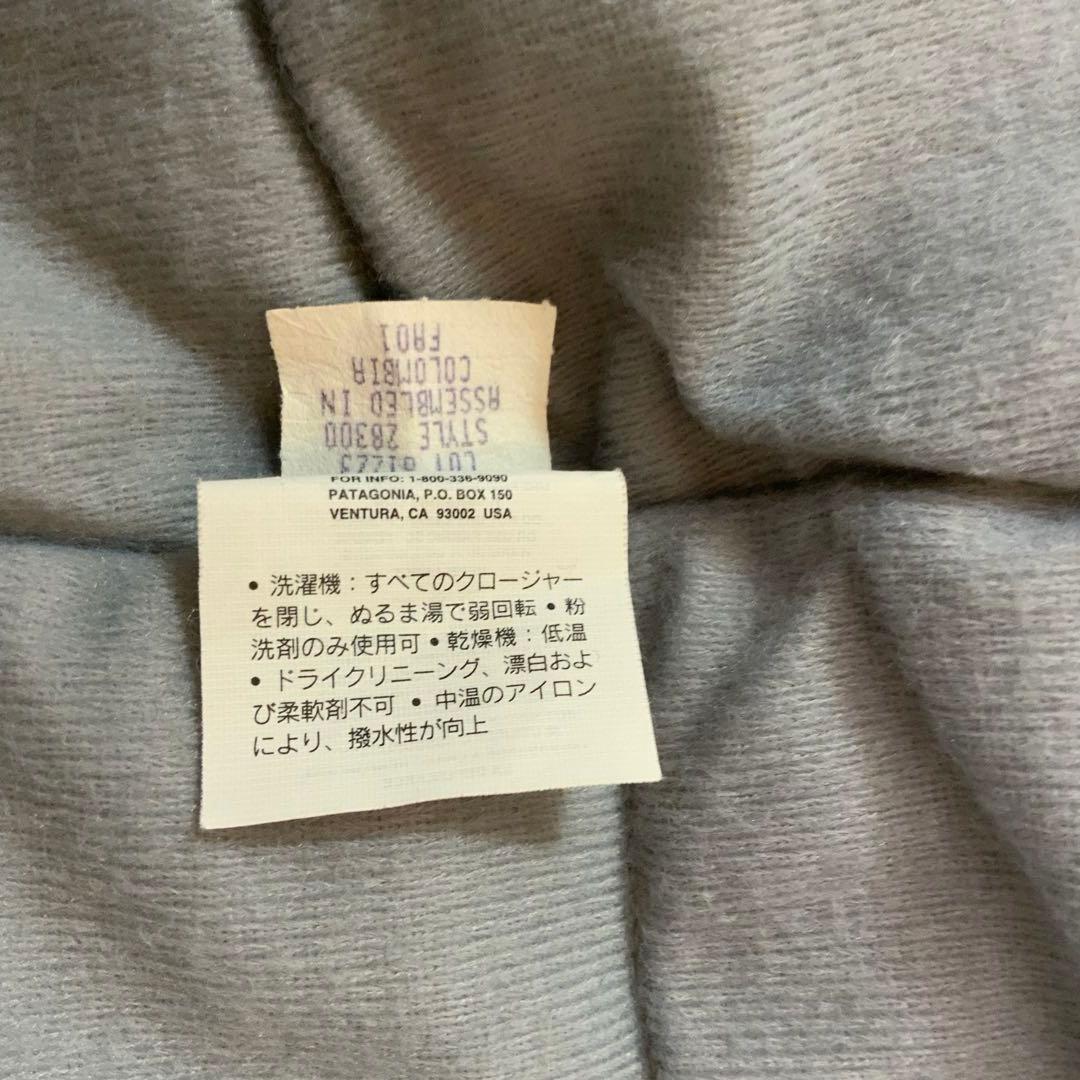 FA01
COLOMBIA
ASSEMBLED IN
STYLE 28300
LOT
FOR INFO: 1-800-336-9090
PATAGONIA, P.O. BOX 150
VENTURA, CA 93002 USA
• 洗濯機:すべてのクロージャー
を閉じ、ぬるま湯で弱回転 • 粉
洗剤のみ使用可 • 乾燥機:低温
• ドライクリニーング、漂白およ
び柔軟剤不可 • 中温のアイロン
により、撥水性が向上